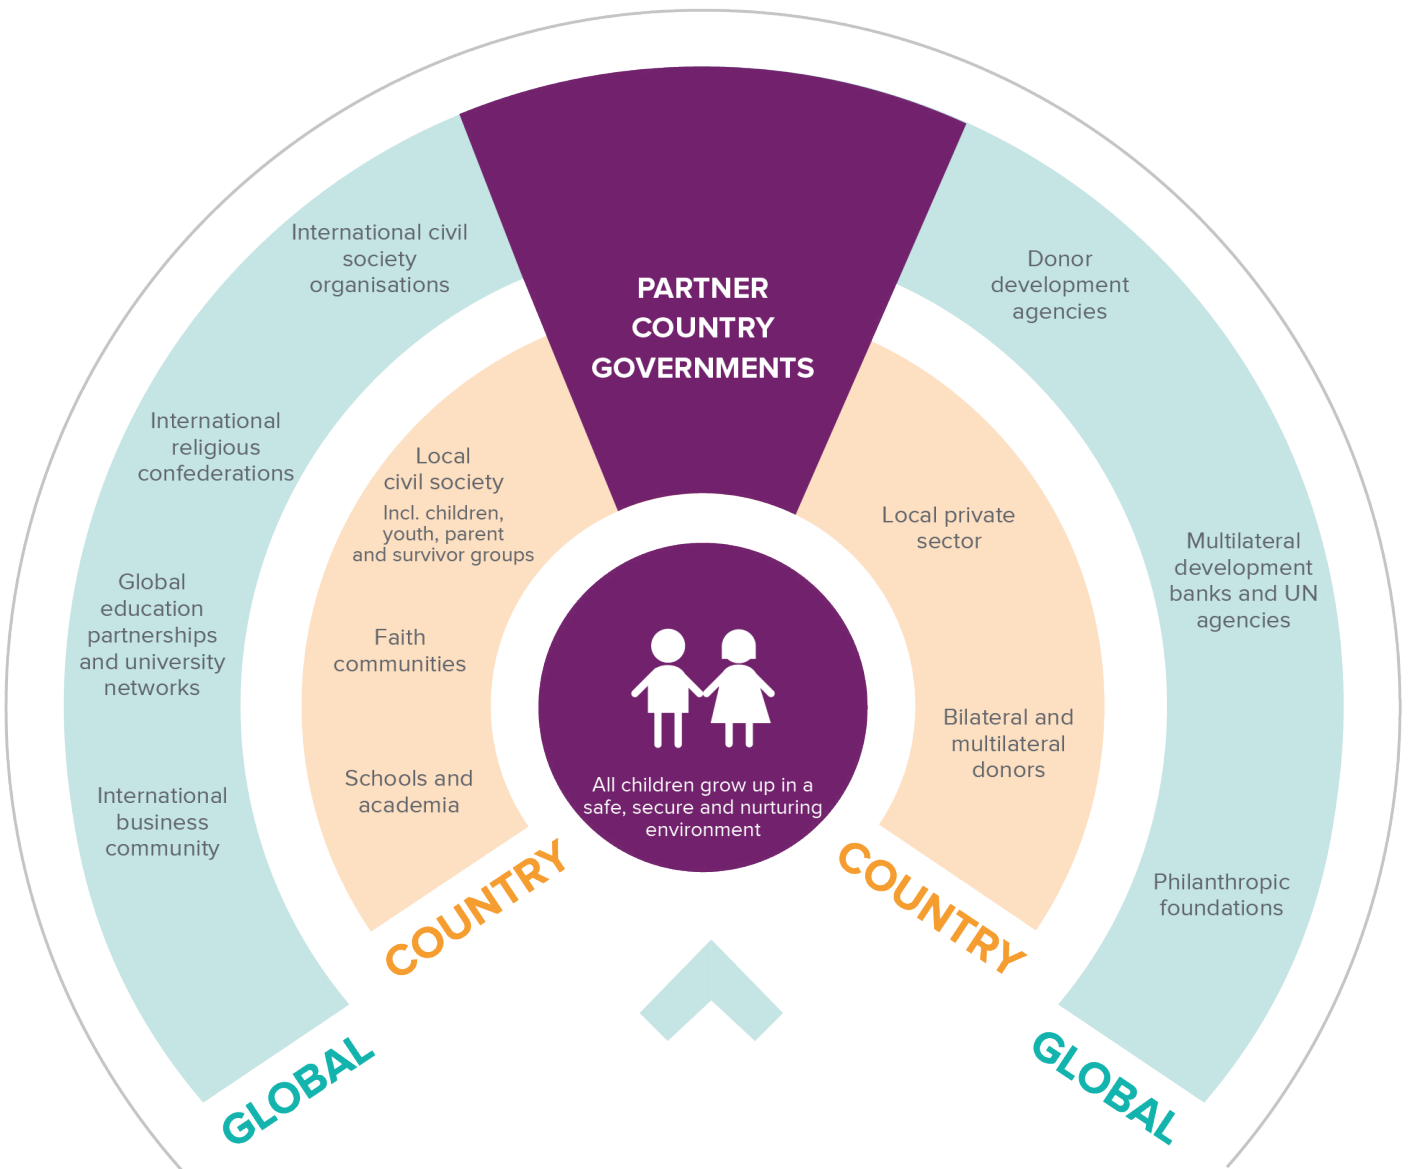 PARTNER
COUNTRY
GOVERNMENTS
International civil
society
organisations
International
religious
confederations
Global
education
partnerships
and university
networks
International
business
community
GLOBAL
Local
civil society
Incl. children,
youth, parent
and survivor groups
Faith
communities
Schools and
academia
COUNTRY
All children grow up in a
safe, secure and nurturing
environment
Local private
sector
Bilateral and
multilateral
donors
COUNTRY
Donor
development
agencies
Multilateral
development
banks and UN
agencies
Philanthropic
foundations
GLOBAL